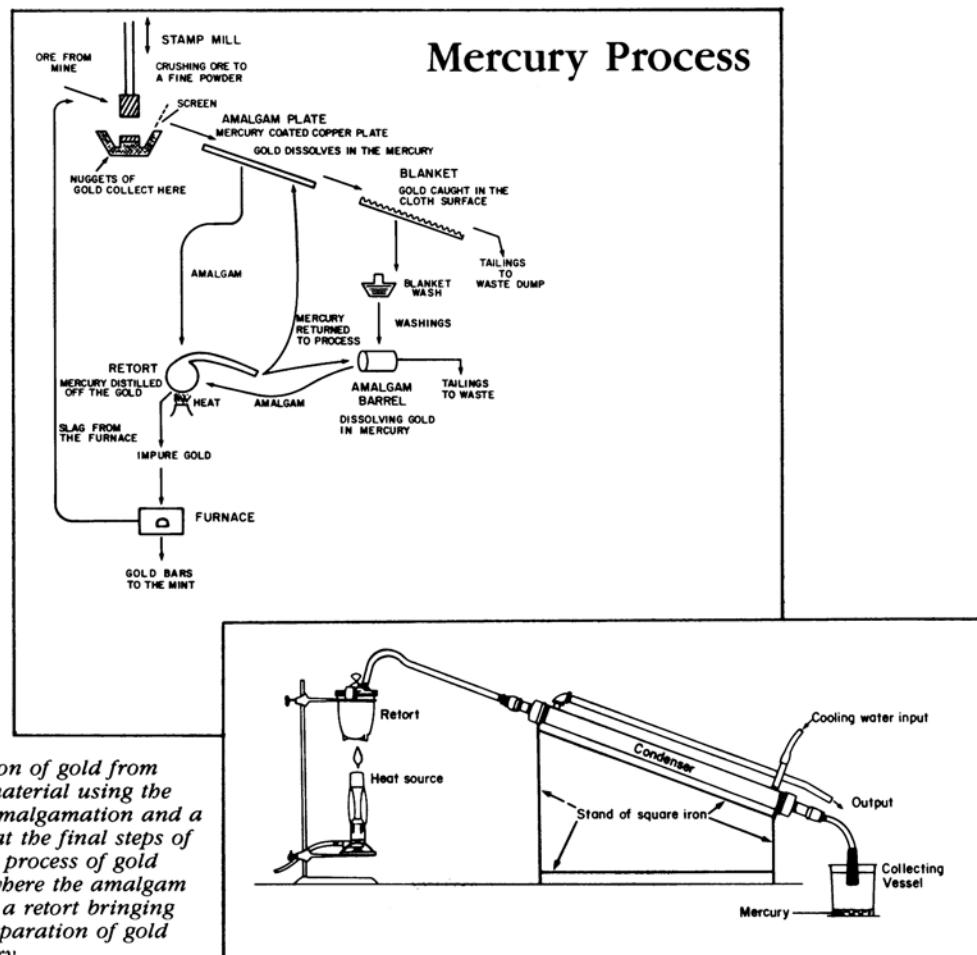 Mercury Process
STAMP MILL
CRUSHING ORE TO
A FINE POWDER
ORE FROM
MINE
SCREEN
AMALGAM PLATE
MERCURY COATED COPPER PLATE
GOLD DISSOLVES IN THE MERCURY
NUGGETS OF
GOLD COLLECT HERE
BLANKET
GOLD CAUGHT IN THE
CLOTH SURFACE
TAILINGS
TO
WASTE DUMP
AMALGAM
BLANKET
WASH
WASHINGS
MERCURY
RETURNED
TO PROCESS
RETORT
MERCURY DISTILLED
OFF THE GOLD
HEAT
AMALGAM
AMALGAM
BARREL
DISSOLVING GOLD
IN MERCURY
TAILINGS
TO WASTE
SLAG FROM
THE FURNACE
IMPURE GOLD
FURNACE
GOLD BARS
TO THE MINT
Retort
Heat source
Condenser
Cooling water input
Output
Stand of square iron
Collecting
Vessel
Mercury
on of gold from
naterial using the
malgamation and a
at the final steps of
process of gold
where the amalgam
a retort bringing
paration of gold